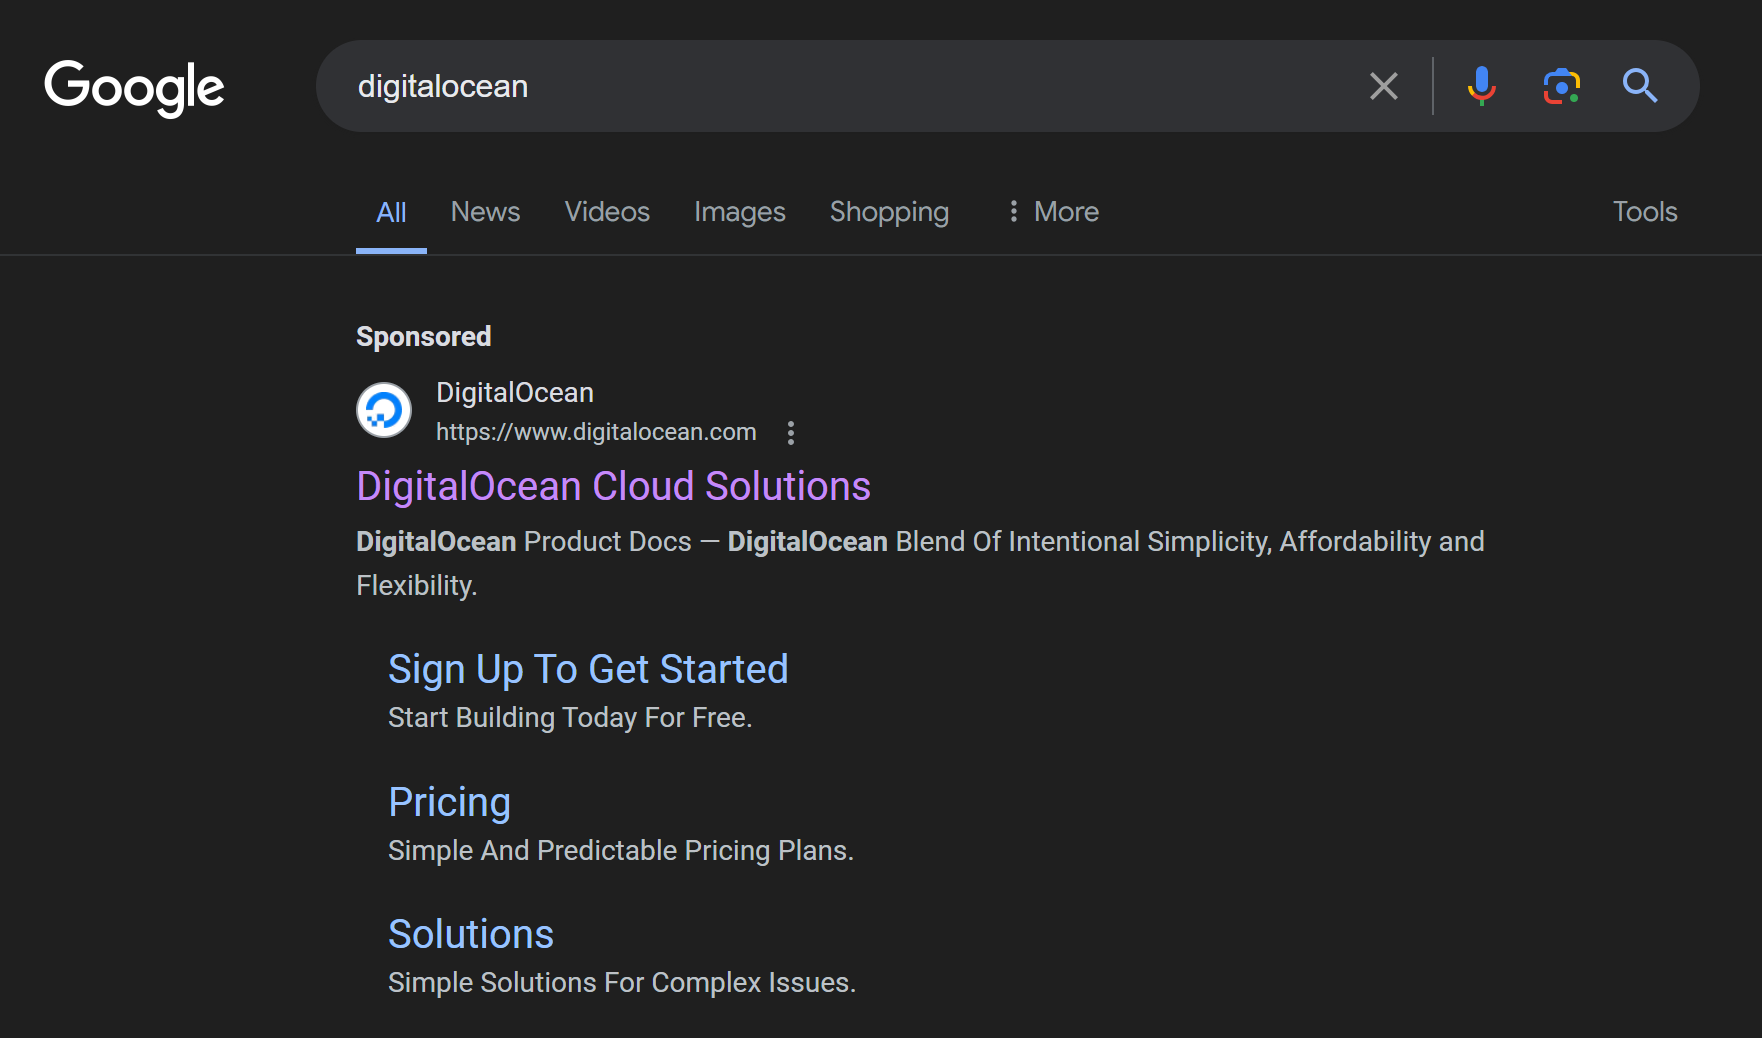 Google
digitalocean
All News Videos Images Shopping More Tools
Sponsored
DigitalOcean
https://www.digitalocean.com
DigitalOcean Cloud Solutions
DigitalOcean Product Docs — DigitalOcean Blend Of Intentional Simplicity, Affordability and
Flexibility.
Sign Up To Get Started
Start Building Today For Free.
Pricing
Simple And Predictable Pricing Plans.
Solutions
Simple Solutions For Complex Issues.